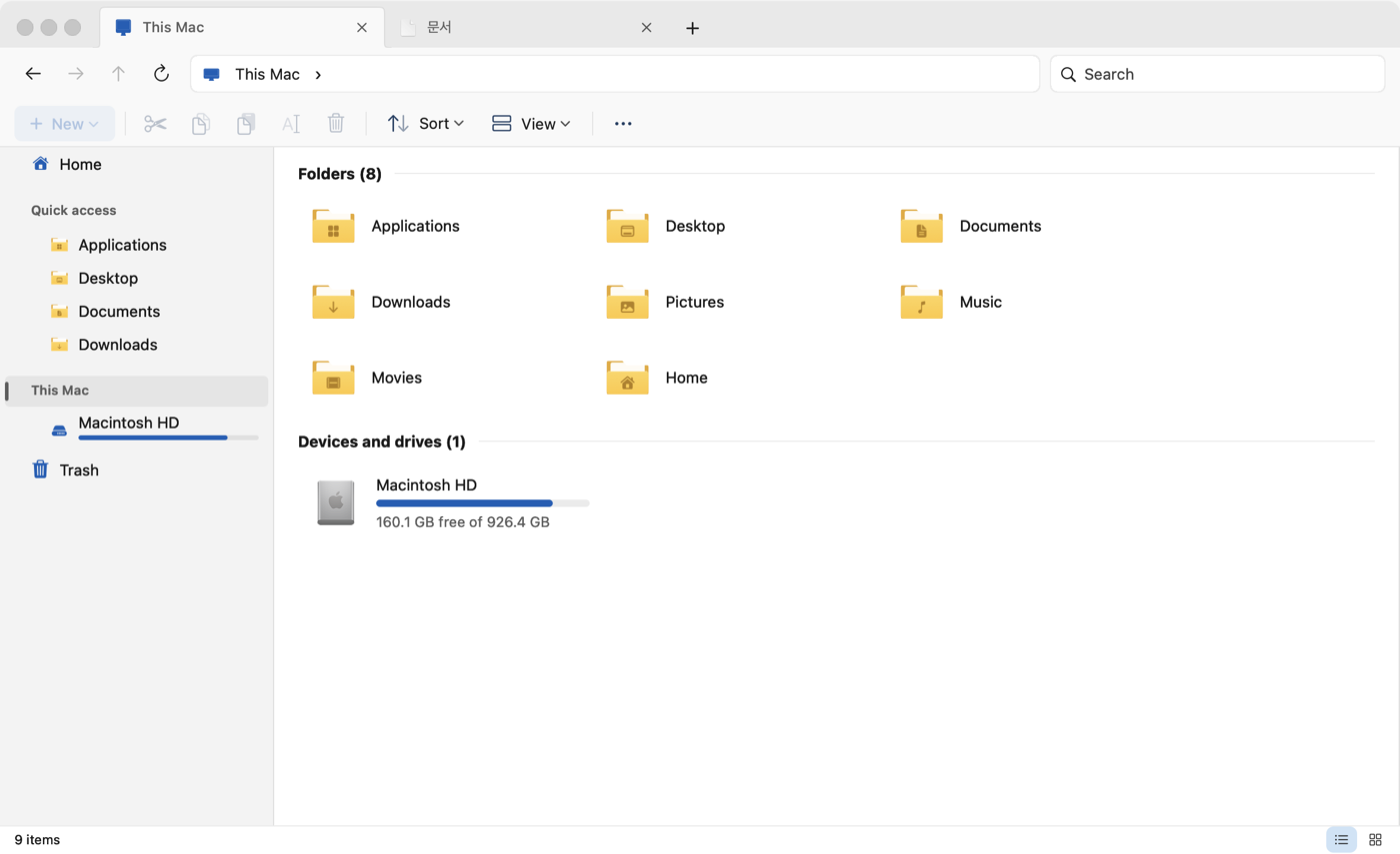 This Mac
문서
This Mac
Search
New
Sort
View
Home
Quick access
Applications
Desktop
Documents
Downloads
This Mac
Macintosh HD
Trash
Folders (8)
Applications
Desktop
Documents
Downloads
Pictures
Music
Movies
Home
Devices and drives (1)
Macintosh HD
160.1 GB free of 926.4 GB
9 items